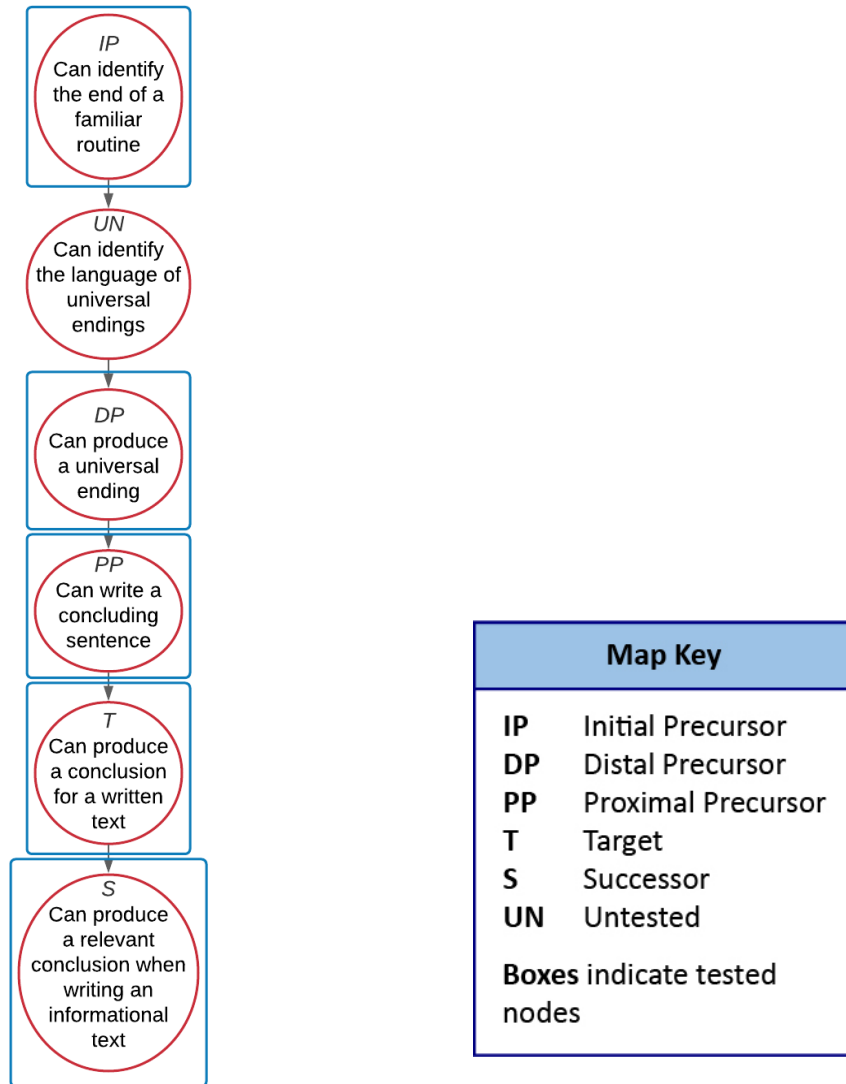 IP
Can identify
the end of a
familiar
routine
UN
Can identify
the language of
universal
endings
DP
Can produce
a universal
ending
PP
Can write a
concluding
sentence
T
Can produce
a conclusion
for a written
text
S
Can produce
a relevant
conclusion when
writing an
informational
text
Map Key
IP Initial Precursor
DP Distal Precursor
PP Proximal Precursor
T Target
S Successor
UN Untested
Boxes indicate tested
nodes